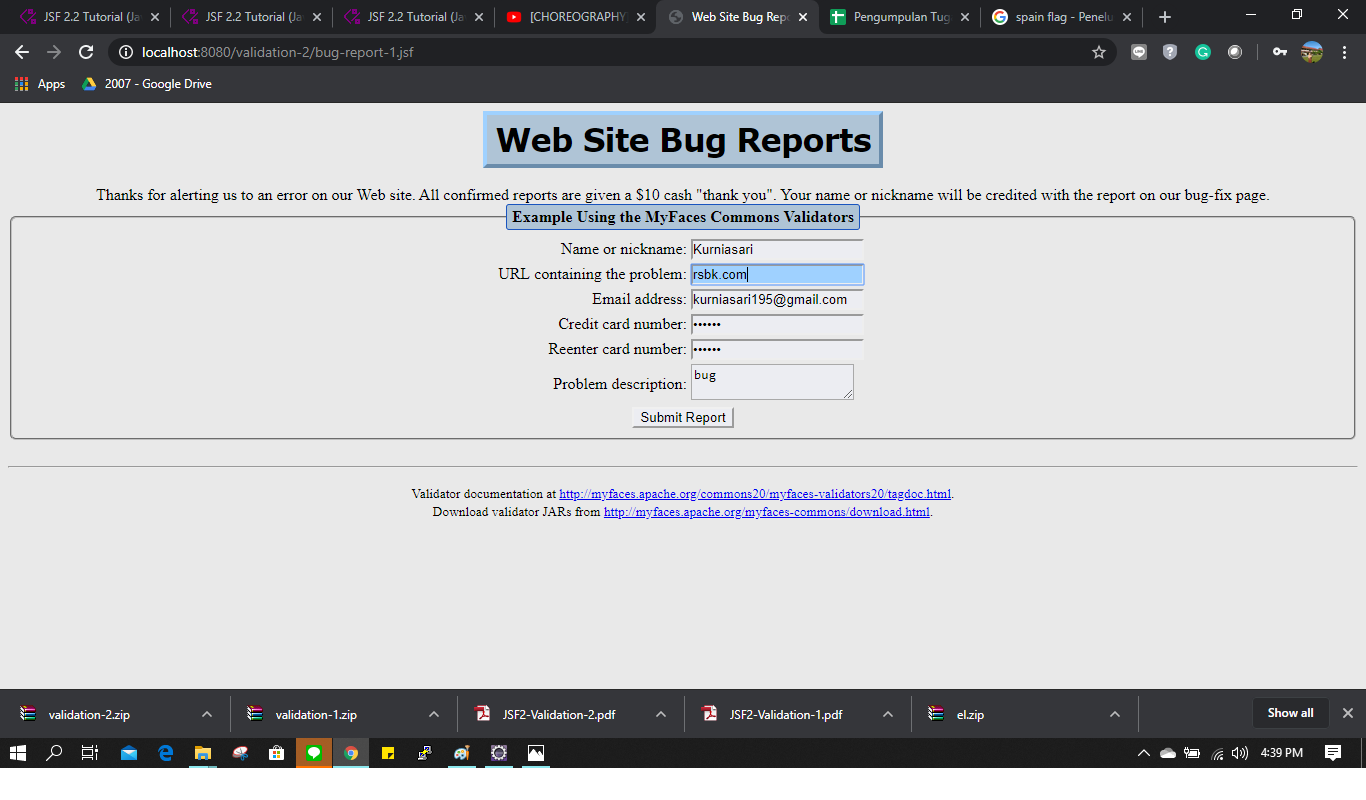 JSF 2.2 Tutorial (Ja
JSF 2.2 Tutorial (Ja
JSF 2.2 Tutorial (Ja
[CHOREOGRAPHY
Web Site Bug Repo
Pengumpulan Tug
spain flag - Penelu
localhost:8080/validation-2/bug-report-1.jsf
Apps
2007 - Google Drive
Web Site Bug Reports
Thanks for alerting us to an error on our Web site. All confirmed reports are given a $10 cash "thank you". Your name or nickname will be credited with the report on our bug-fix page.
Example Using the MyFaces Commons Validators
Name or nickname: Kurniasari
URL containing the problem: rsbk.com
Email address: kurniasari195@gmail.com
Credit card number: ••••••
Reenter card number: ••••••
Problem description: bug
Submit Report
Validator documentation at http://myfaces.apache.org/commons20/myfaces-validators20/tagdoc.html.
Download validator JARs from http://myfaces.apache.org/myfaces-commons/download.html.
validation-2.zip
validation-1.zip
JSF2-Validation-2.pdf
JSF2-Validation-1.pdf
el.zip
Show all
4:39 PM